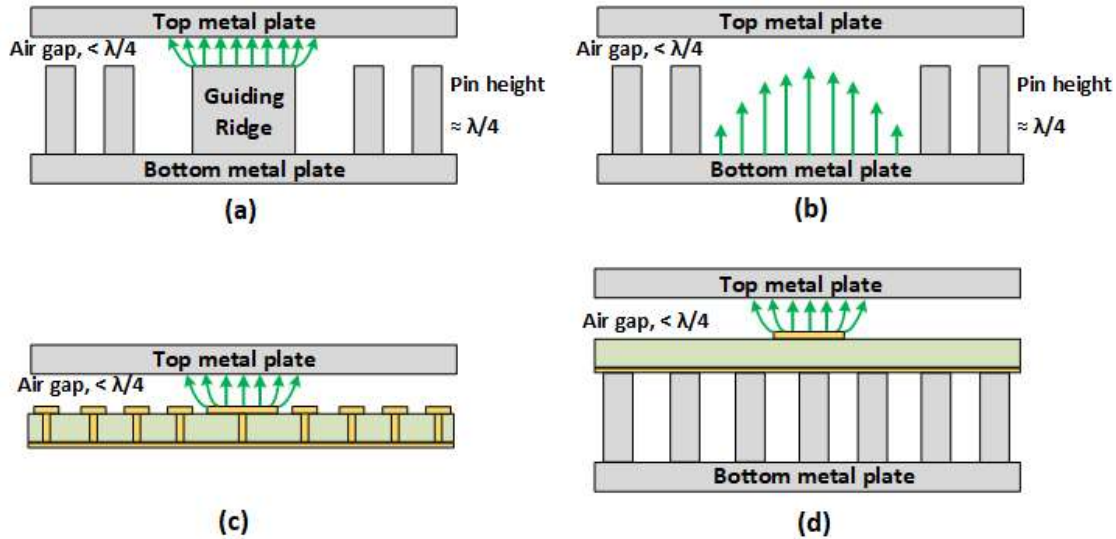 Top metal plate
Air gap, < λ/4
Guiding
Ridge
Pin height
≈ λ/4
Bottom metal plate
(a)
Top metal plate
Air gap, < λ/4
Pin height
≈ λ/4
Bottom metal plate
(b)
Top metal plate
Air gap, < λ/4
(c)
Top metal plate
Air gap, < λ/4
Bottom metal plate
(d)